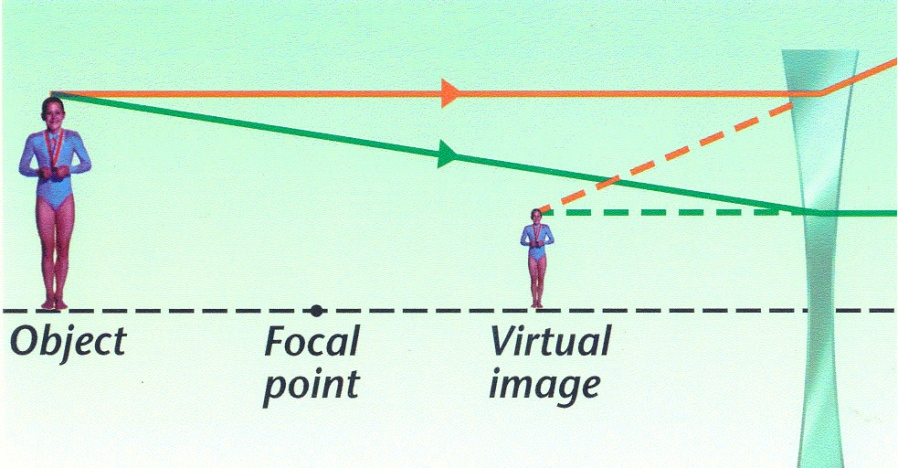 Object
Focal
point
Virtual
image